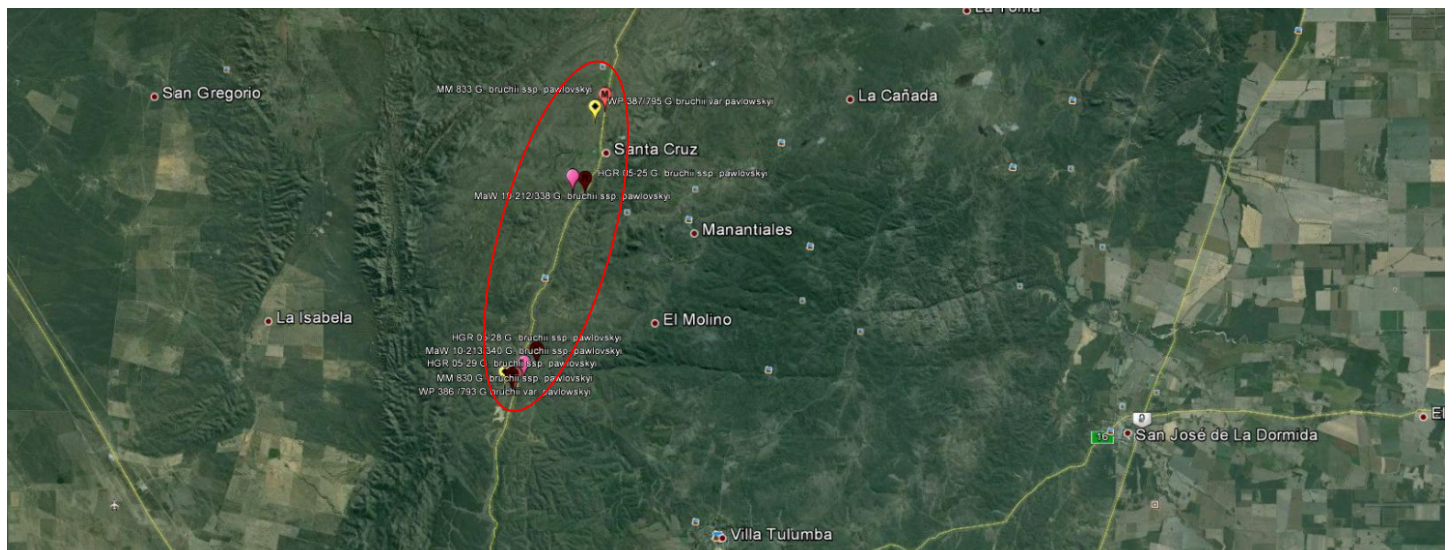 La Toma
San Gregorio
MM 833 G. bruchii ssp. pawlovskyi
WP 387/795 G bruchii var pavlowskyi
La Cañada
Santa Cruz
HGR 05-25 G. bruchii ssp. pawlovskyi
MaW 10-212/338 G. bruchii ssp. pawlovskyi
Manantiales
La Isabela
El Molino
HGR 05-28 G. bruchii ssp. pawlovskyi
MaW 10-213/340 G. bruchii ssp. pawlovskyi
HGR 05-29 G. bruchii ssp. pawlovskyi
MM 830 G. bruchii ssp. pawlovskyi
WP 386 /793 G bruchii var. pavlowskyi
9
El
16
San José de La Dormida
Villa Tulumba